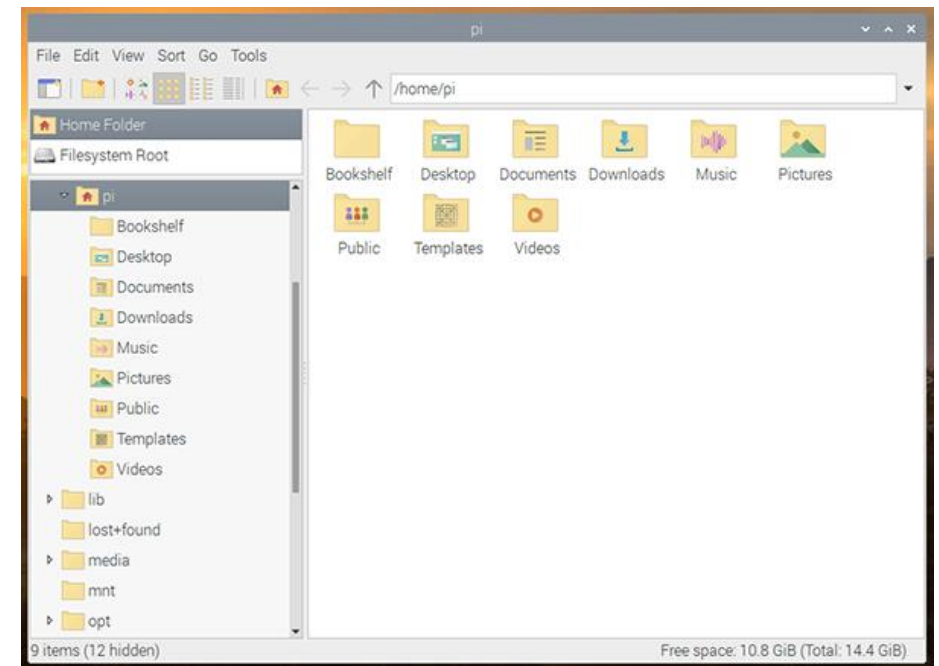 pi
File Edit View Sort Go Tools
/home/pi
Home Folder
Filesystem Root
pi
Bookshelf
Desktop
Documents
Downloads
Music
Pictures
Public
Templates
Videos
lib
lost+found
media
mnt
opt
Bookshelf Desktop Documents Downloads Music Pictures
Public Templates Videos
9 items (12 hidden)
Free space: 10.8 GiB (Total: 14.4 GiB)